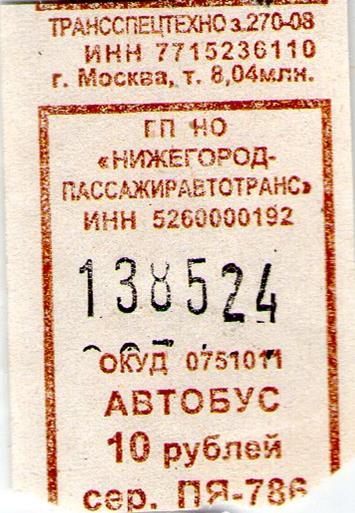 ТРАНССПЕЦТЕХНО з.270-08
ИНН 7715236110
г. Москва, т. 8,04млн.
ГП НО
«НИЖЕГОРОД-
ПАССАЖИРАВТОТРАНС»
ИНН 5260000192
138524
ОКУД 0751011
АВТОБУС
10 рублей
сер. ПЯ-786